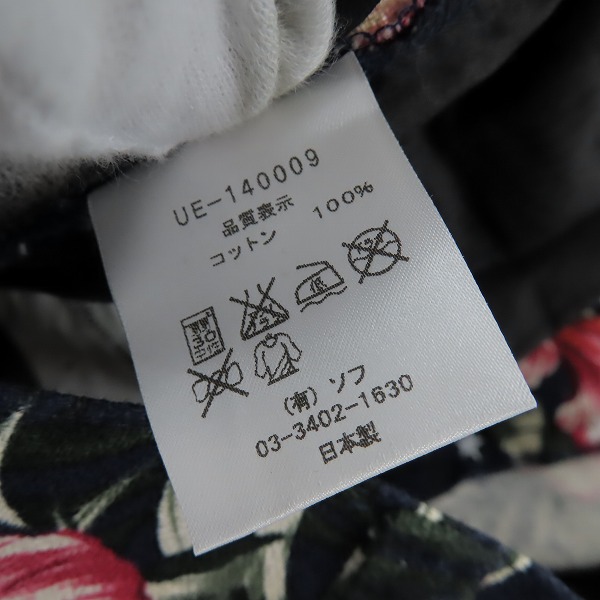 UE-140009
品質表示
コットン 100%
低
(有) ソフ
03-3402-1630
日本製